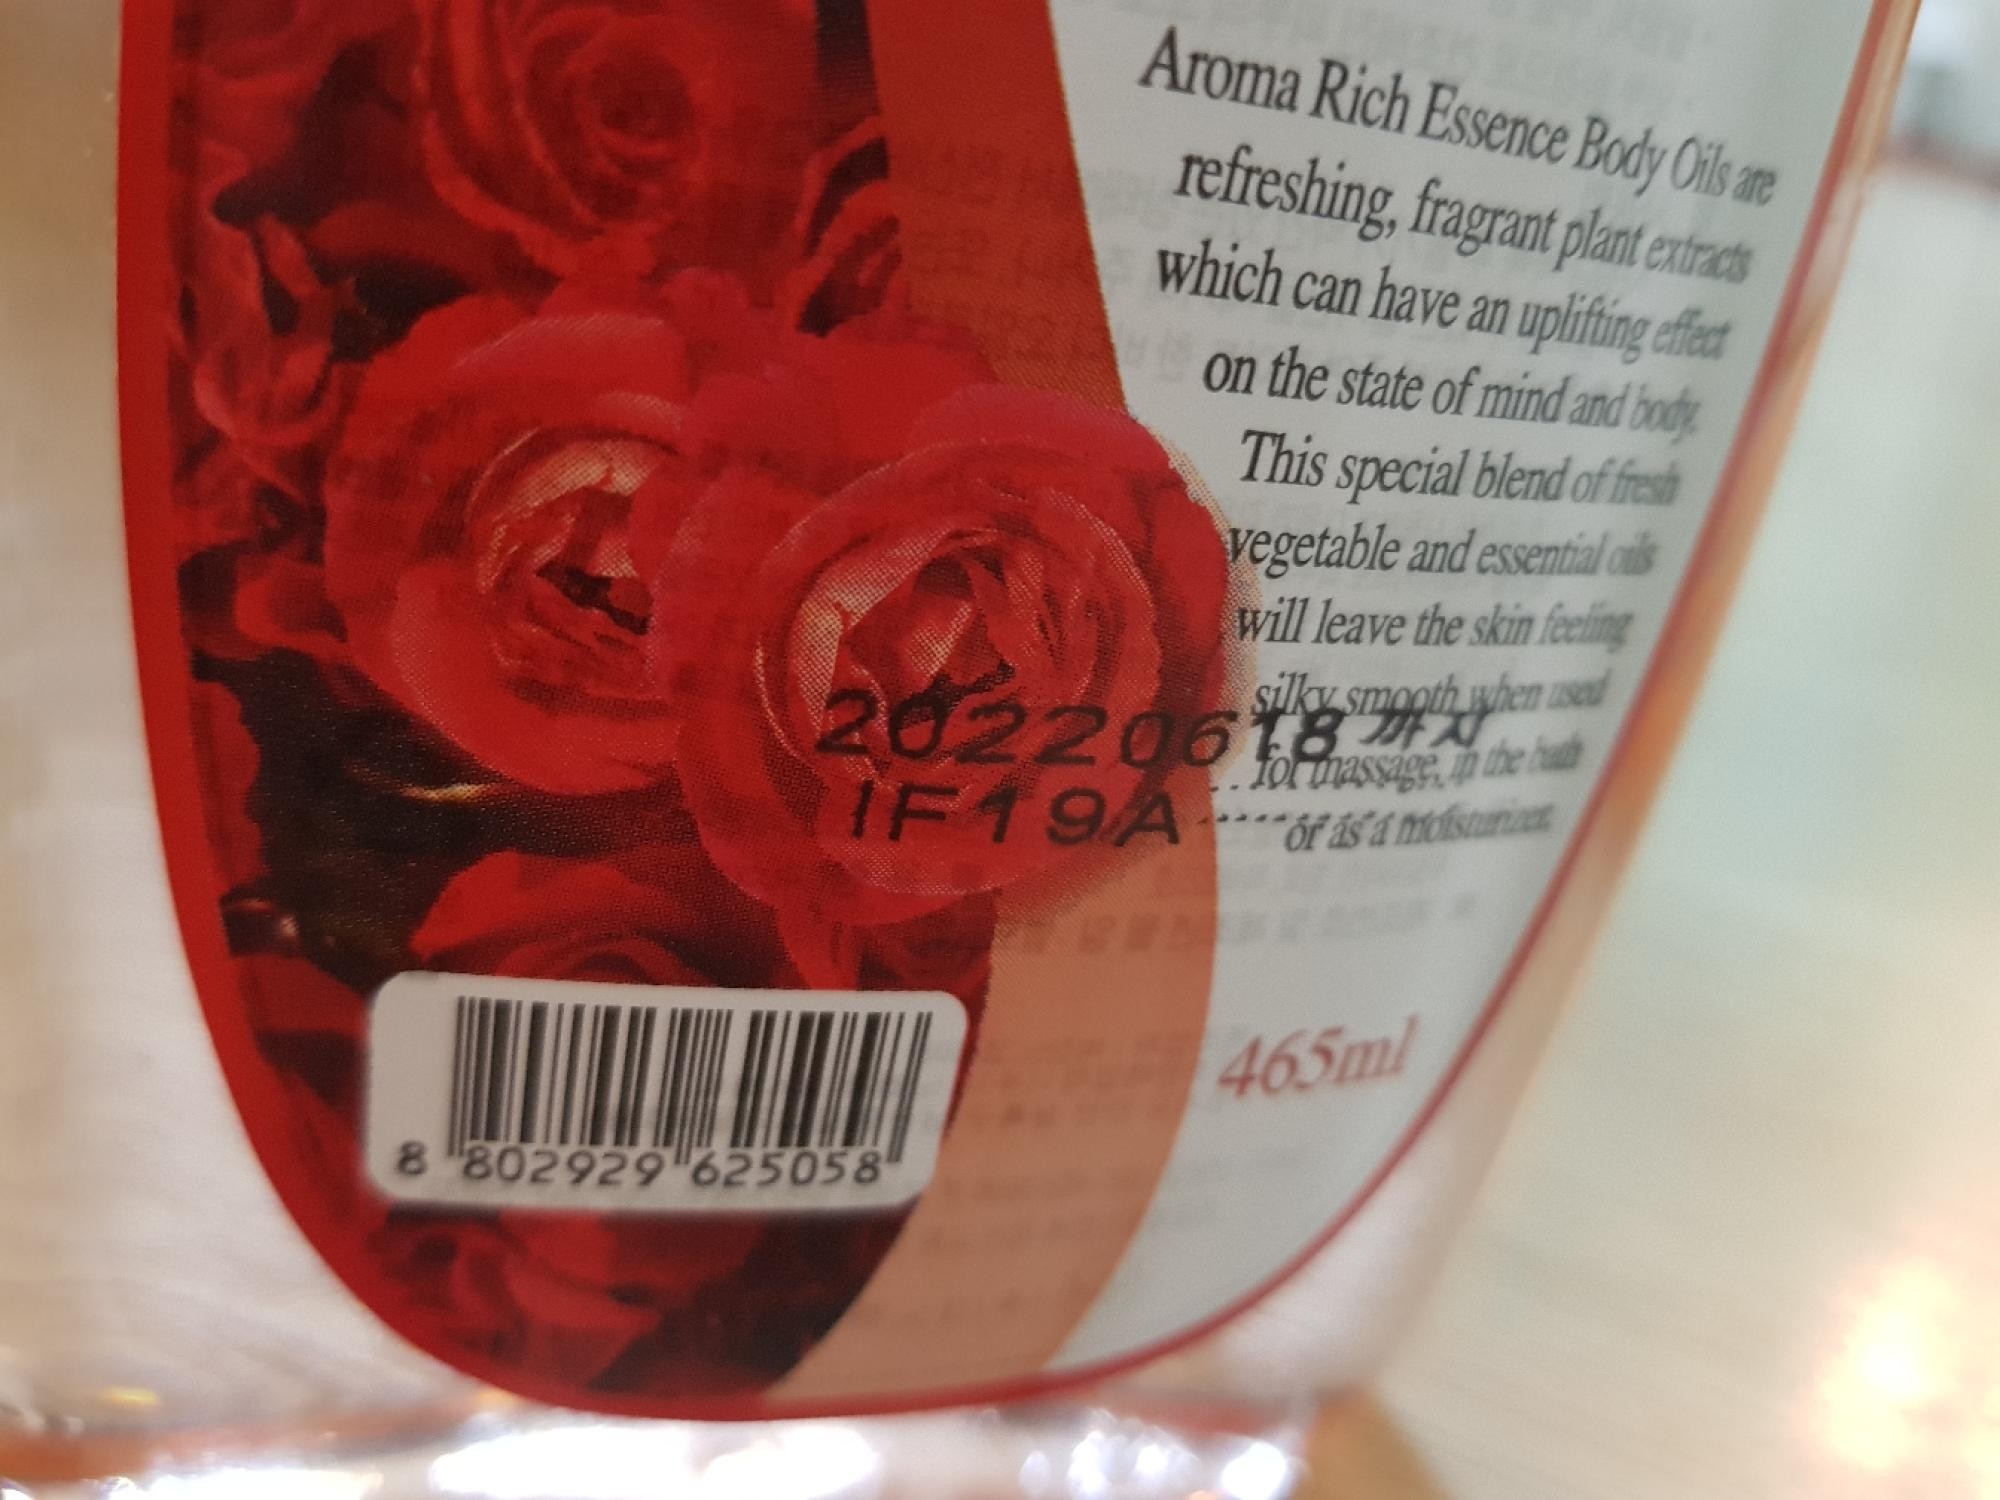 Aroma Rich Essence Body Oils are
refreshing, fragrant plant extracts
which can have an uplifting effect
on the state of mind and body.
This special blend of fresh
vegetable and essential oils
will leave the skin feeling
silky smooth when used
for massage, in the bath
or as a moisturizer.
20220618 까지
IF19A
465ml
8 802929 625058